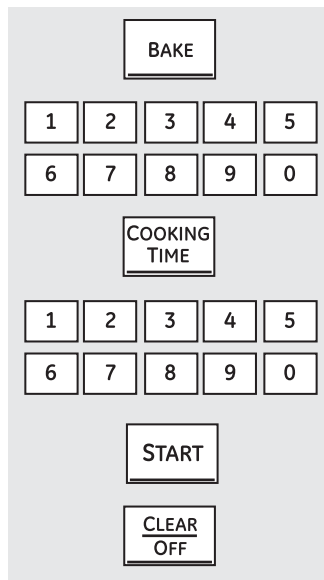 BAKE
1 2 3 4 5
6 7 8 9 0
COOKING
TIME
1 2 3 4 5
6 7 8 9 0
START
CLEAR
OFF